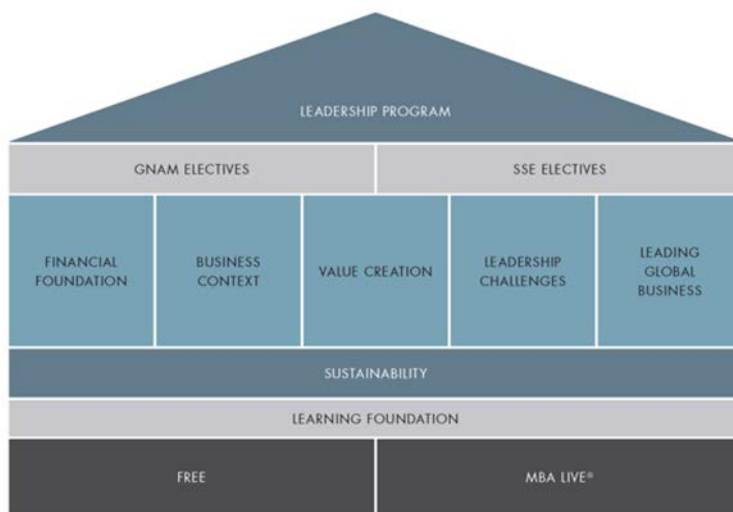 LEADERSHIP PROGRAM
GNAM ELECTIVES
SSE ELECTIVES
FINANCIAL
FOUNDATION
BUSINESS
CONTEXT
VALUE CREATION
LEADERSHIP
CHALLENGES
LEADING
GLOBAL
BUSINESS
SUSTAINABILITY
LEARNING FOUNDATION
FREE
MBA LIVE®